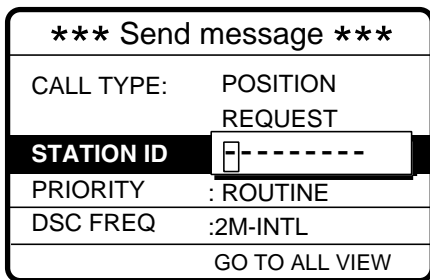 *** Send message ***
CALL TYPE: POSITION
REQUEST
STATION ID ---------
PRIORITY : ROUTINE
DSC FREQ :2M-INTL
GO TO ALL VIEW